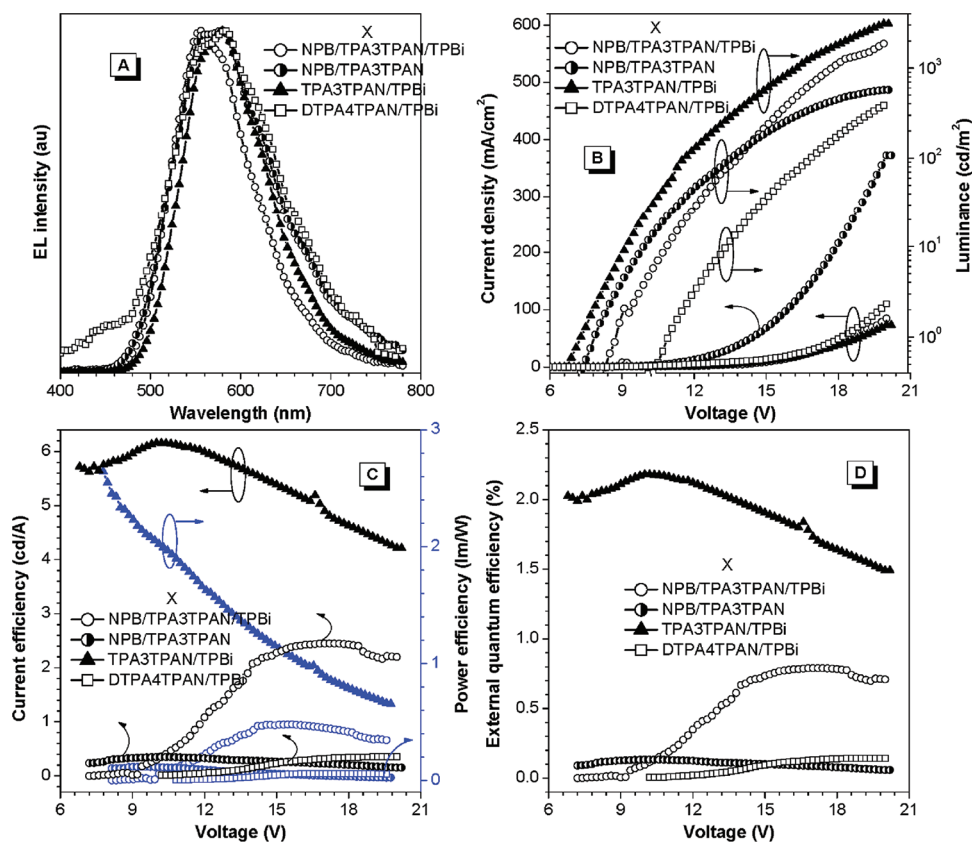 A
X
NPB/TPA3TPAN/TPBi
NPB/TPA3TPAN
TPA3TPAN/TPBi
DTPA4TPAN/TPBi
EL intensity (au)
400 500 600 700 800
Wavelength (nm)
B
X
NPB/TPA3TPAN/TPBi
NPB/TPA3TPAN
TPA3TPAN/TPBi
DTPA4TPAN/TPBi
Current density (mA/cm²)
600
500
400
300
200
100
0
Luminance (cd/m²)
10³
10²
10¹
10⁰
6 9 12 15 18 21
Voltage (V)
C
X
NPB/TPA3TPAN/TPBi
NPB/TPA3TPAN
TPA3TPAN/TPBi
DTPA4TPAN/TPBi
Current efficiency (cd/A)
6
5
4
3
2
1
0
Power efficiency (lm/W)
3
2
1
0
6 9 12 15 18 21
Voltage (V)
D
X
NPB/TPA3TPAN/TPBi
NPB/TPA3TPAN
TPA3TPAN/TPBi
DTPA4TPAN/TPBi
External quantum efficiency (%)
2.5
2.0
1.5
1.0
0.5
0.0
6 9 12 15 18 21
Voltage (V)